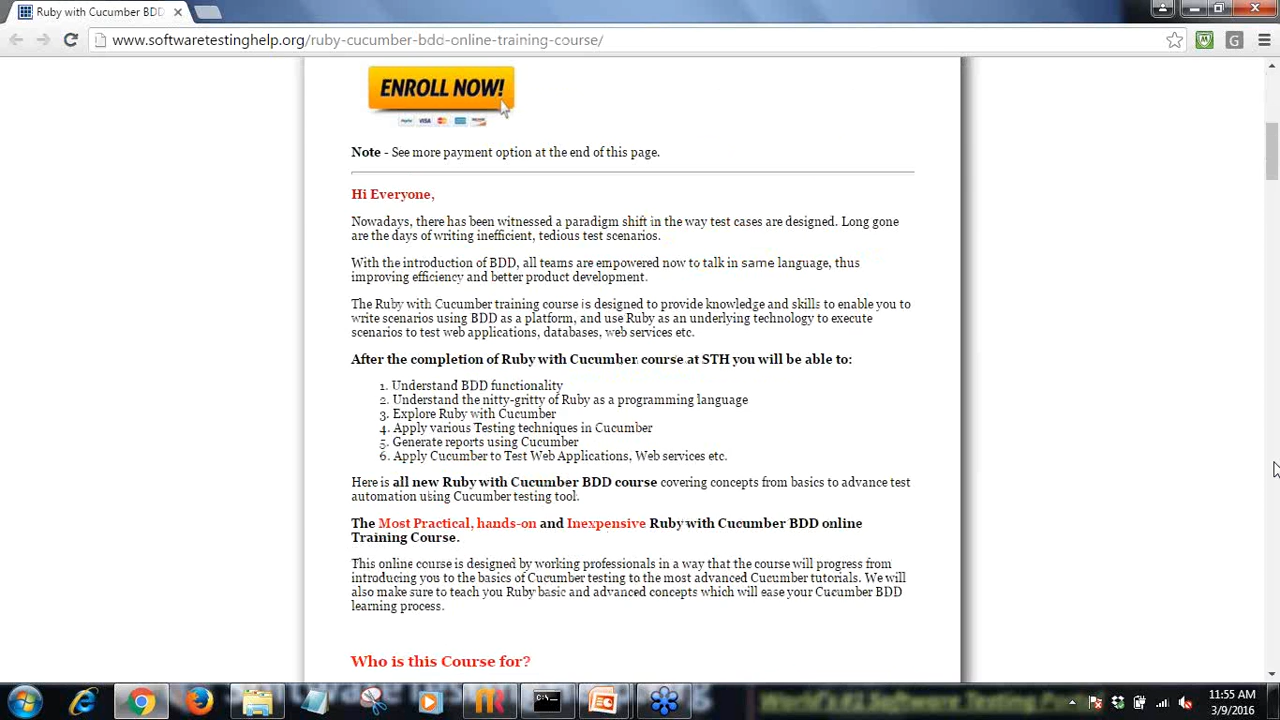 Ruby with Cucumber BDD
www.softwaretestinghelp.org/ruby-cucumber-bdd-online-training-course/
ENROLL NOW!
PayPal VISA
Note - See more payment option at the end of this page.
Hi Everyone,
Nowadays, there has been witnessed a paradigm shift in the way test cases are designed. Long gone
are the days of writing inefficient, tedious test scenarios.
With the introduction of BDD, all teams are empowered now to talk in same language, thus
improving efficiency and better product development.
The Ruby with Cucumber training course is designed to provide knowledge and skills to enable you to
write scenarios using BDD as a platform, and use Ruby as an underlying technology to execute
scenarios to test web applications, databases, web services etc.
After the completion of Ruby with Cucumber course at STH you will be able to:
1. Understand BDD functionality
2. Understand the nitty-gritty of Ruby as a programming language
3. Explore Ruby with Cucumber
4. Apply various Testing techniques in Cucumber
5. Generate reports using Cucumber
6. Apply Cucumber to Test Web Applications, Web services etc.
Here is all new Ruby with Cucumber BDD course covering concepts from basics to advance test
automation using Cucumber testing tool.
The Most Practical, hands-on and Inexpensive Ruby with Cucumber BDD online
Training Course.
This online course is designed by working professionals in a way that the course will progress from
introducing you to the basics of Cucumber testing to the most advanced Cucumber tutorials. We will
also make sure to teach you Ruby basic and advanced concepts which will ease your Cucumber BDD
learning process.
Who is this Course for?
11:55 AM
3/9/2016